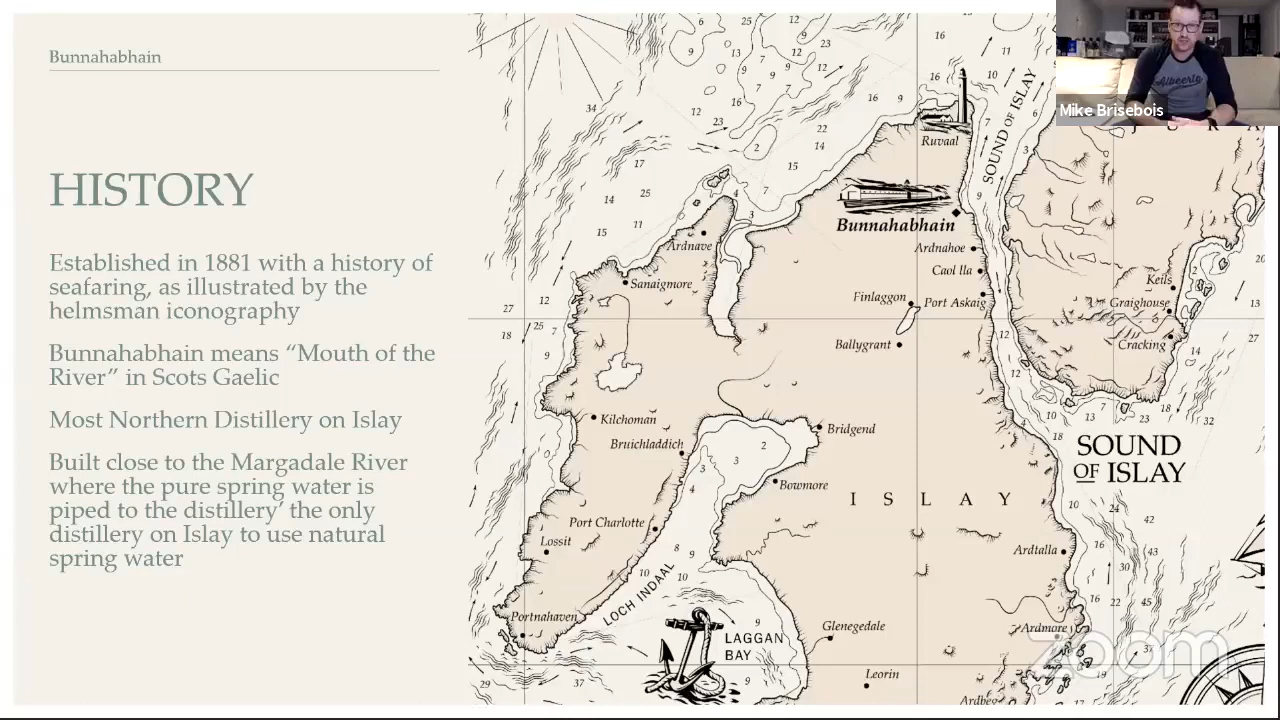 Bunnahabhain
HISTORY
Established in 1881 with a history of
seafaring, as illustrated by the
helmsman iconography
Bunnahabhain means “Mouth of the
River” in Scots Gaelic
Most Northern Distillery on Islay
Built close to the Margadale River
where the pure spring water is
piped to the distillery’ the only
distillery on Islay to use natural
spring water
Mike Brisebois
Alberta
Ruvaal
SOUND OF ISLAY
Bunnahabhain
Ardnahoe
Ardnave
Caol Ila
Sanaigmore
Finlaggon
Port Askaig
Keils
Graighouse
Ballygrant
Cracking
Kilchoman
Bridgend
Bruichladdich
SOUND
OF ISLAY
Bowmore
I S L A Y
Port Charlotte
Lossit
Ardtalla
LOCH INDAAL
Portnahaven
Glenegedale
Ardmore
LAGGAN
BAY
zoom
Leorin
Ardbeg